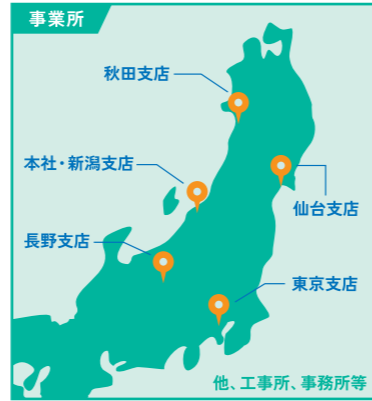 事業所
秋田支店
本社・新潟支店
仙台支店
長野支店
東京支店
他、工事所、事務所等